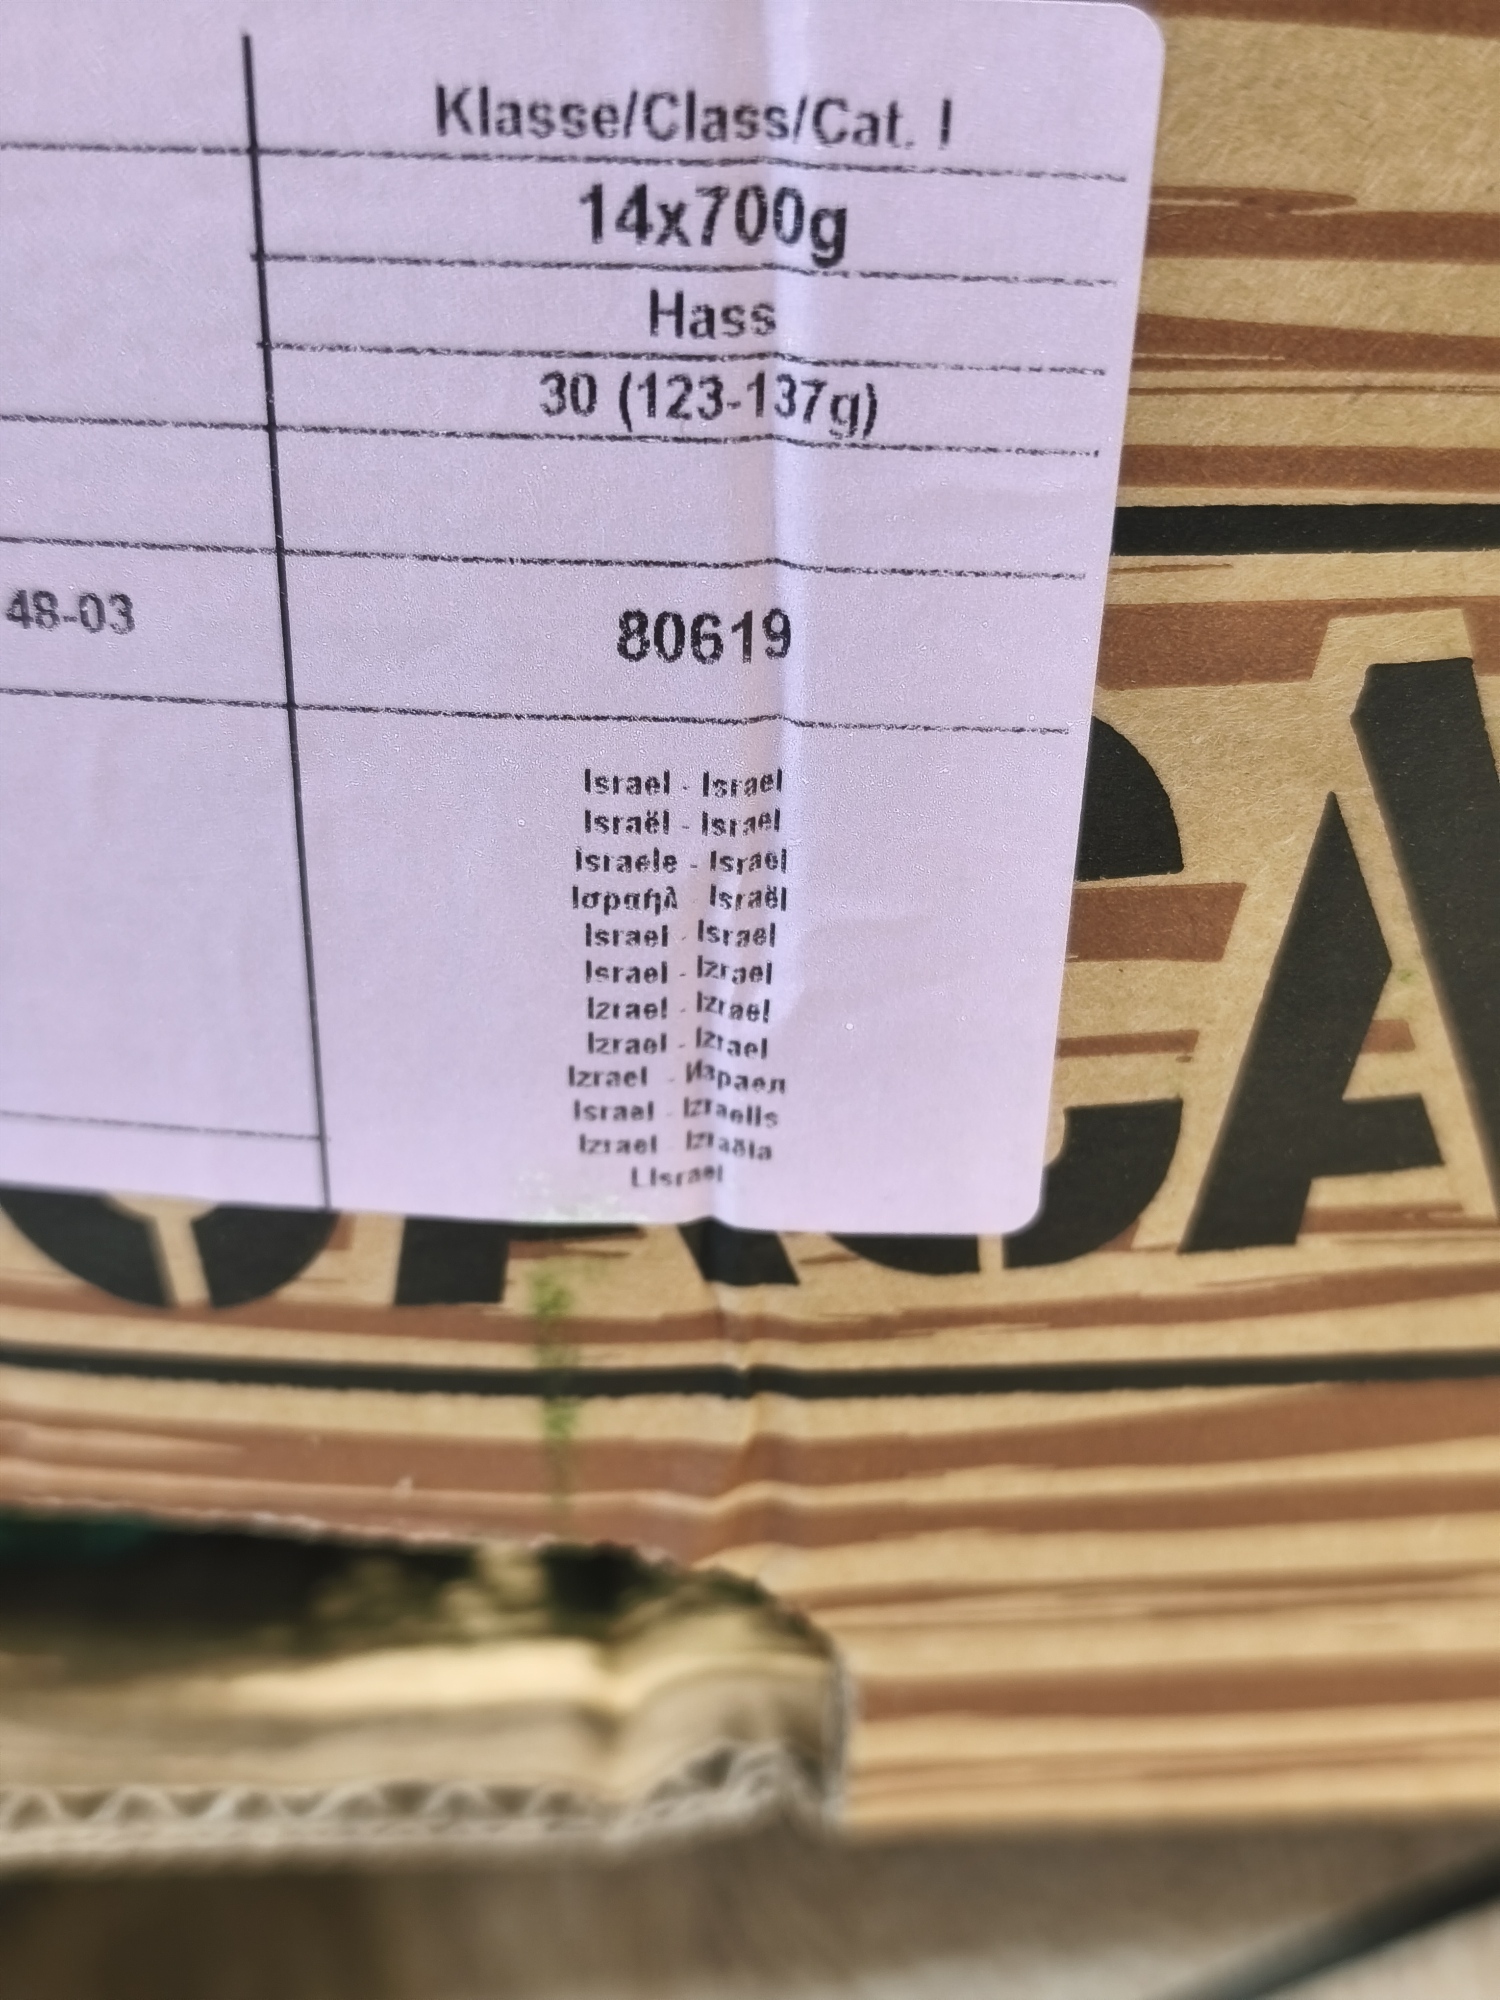 Klasse/Class/Cat. I
14x700g
Hass
30 (123-137g)
48-03
80619
Israel - Israel
Israël - Israel
Israele - Israel
Ισραήλ Israël
Israel - Israel
Israel - Izrael
Izrael - Izrael
Izrael - Izrael
Izrael - Израел
Israel - Izraelis
Izrael Izraēla